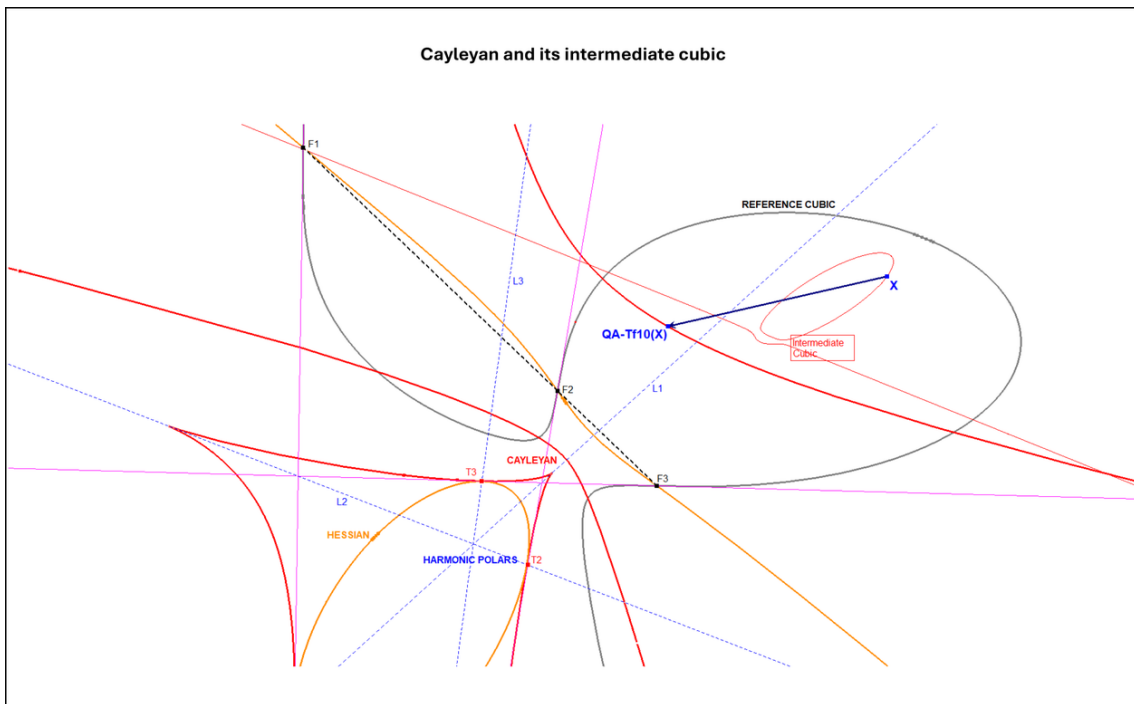 Cayleyan and its intermediate cubic
F1
REFERENCE CUBIC
L3
X
QA-Tf10(X)
Intermediate
Cubic
F2
L1
CAYLEYAN
T3
F3
L2
HESSIAN
HARMONIC POLARS
T2